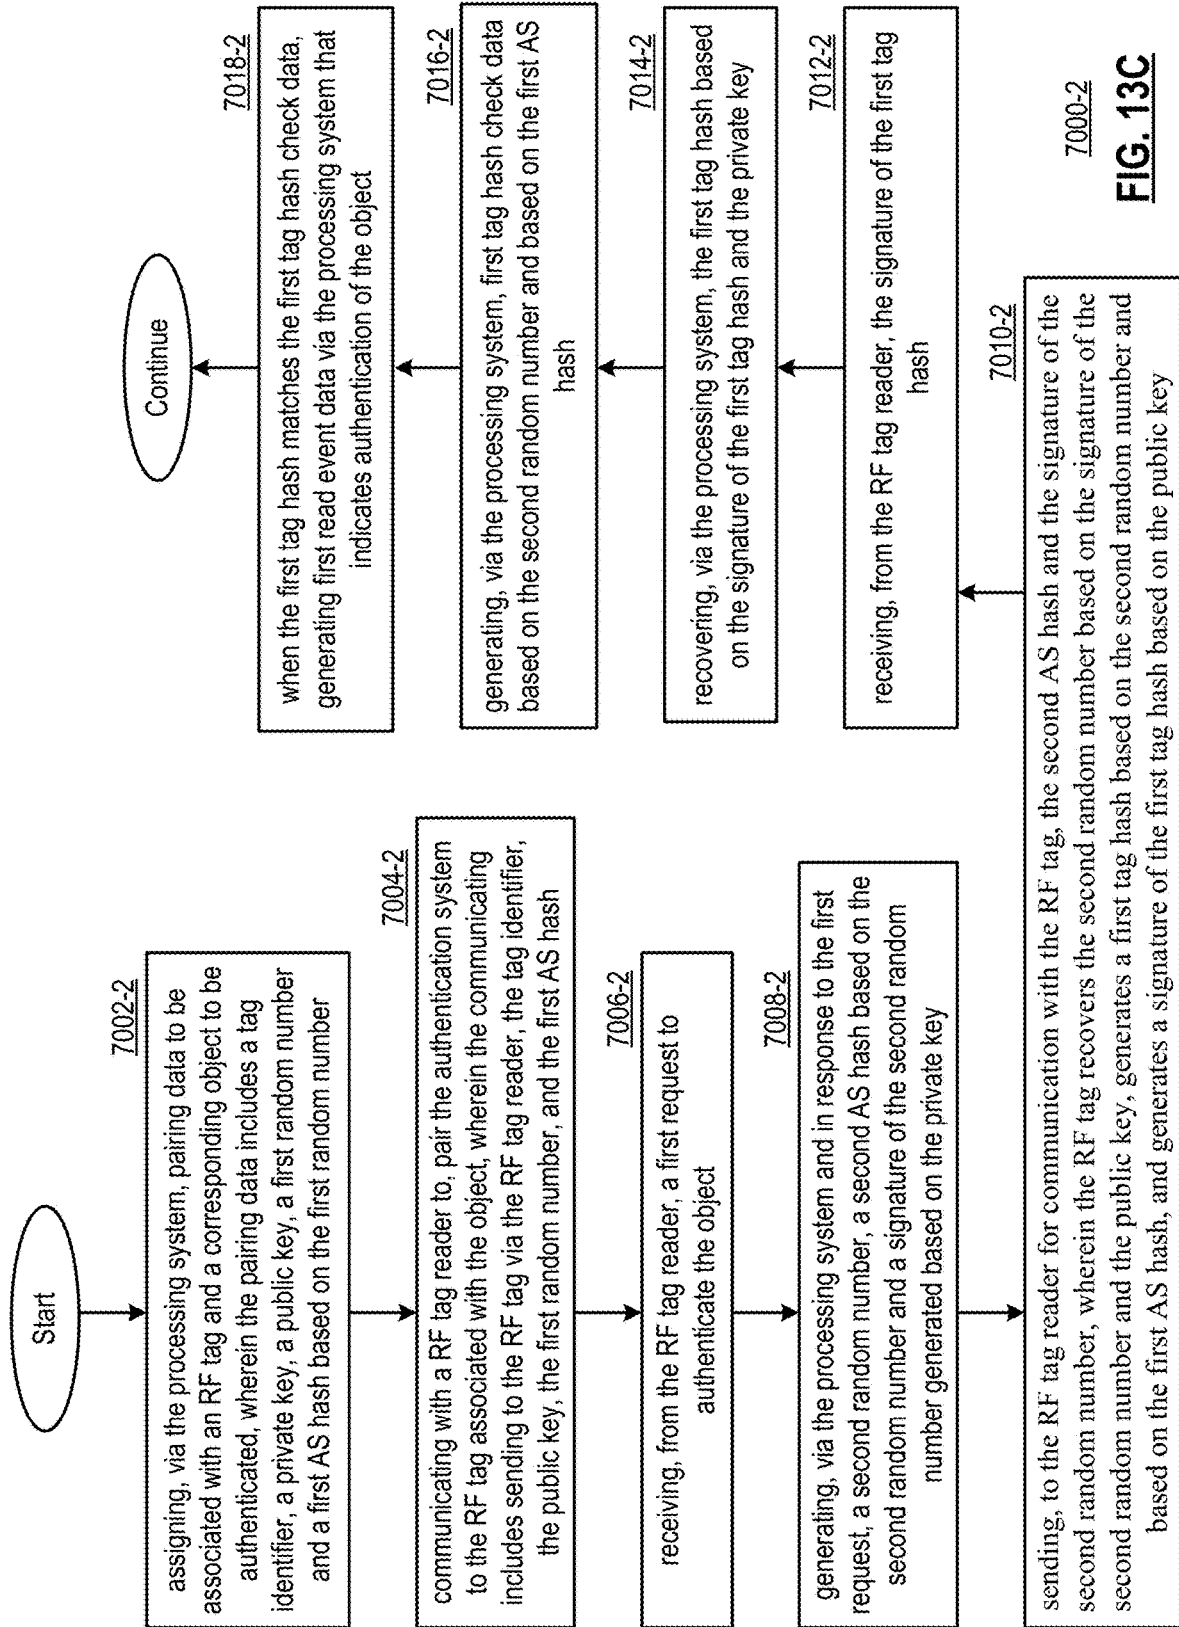 Start
7002-2
assigning, via the processing system, pairing data to be
associated with an RF tag and a corresponding object to be
authenticated, wherein the pairing data includes a tag
identifier, a private key, a public key, a first random number
and a first AS hash based on the first random number
7004-2
communicating with a RF tag reader to, pair the authentication system
to the RF tag associated with the object, wherein the communicating
includes sending to the RF tag via the RF tag reader, the tag identifier,
the public key, the first random number, and the first AS hash
7006-2
receiving, from the RF tag reader, a first request to
authenticate the object
7008-2
generating, via the processing system and in response to the first
request, a second random number, a second AS hash based on the
second random number and a signature of the second random
number generated based on the private key
7010-2
sending, to the RF tag reader for communication with the RF tag, the second AS hash and the signature of the
second random number, wherein the RF tag recovers the second random number based on the signature of the
second random number and the public key, generates a first tag hash based on the second random number and
based on the first AS hash, and generates a signature of the first tag hash based on the public key
7012-2
receiving, from the RF tag reader, the signature of the first tag
hash
7014-2
recovering, via the processing system, the first tag hash based
on the signature of the first tag hash and the private key
7016-2
generating, via the processing system, first tag hash check data
based on the second random number and based on the first AS
hash
7018-2
when the first tag hash matches the first tag hash check data,
generating first read event data via the processing system that
indicates authentication of the object
Continue
7000-2
FIG. 13C